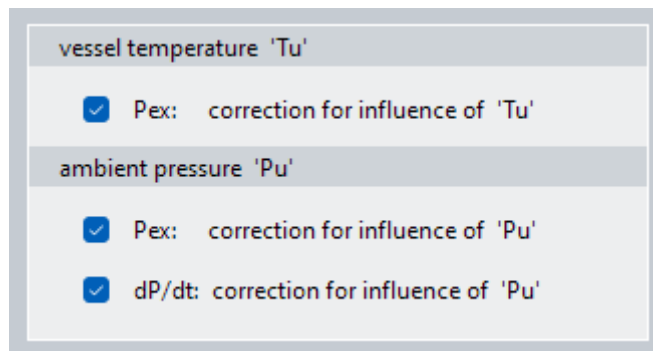 vessel temperature 'Tu'
Pex: correction for influence of 'Tu'
ambient pressure 'Pu'
Pex: correction for influence of 'Pu'
dP/dt: correction for influence of 'Pu'